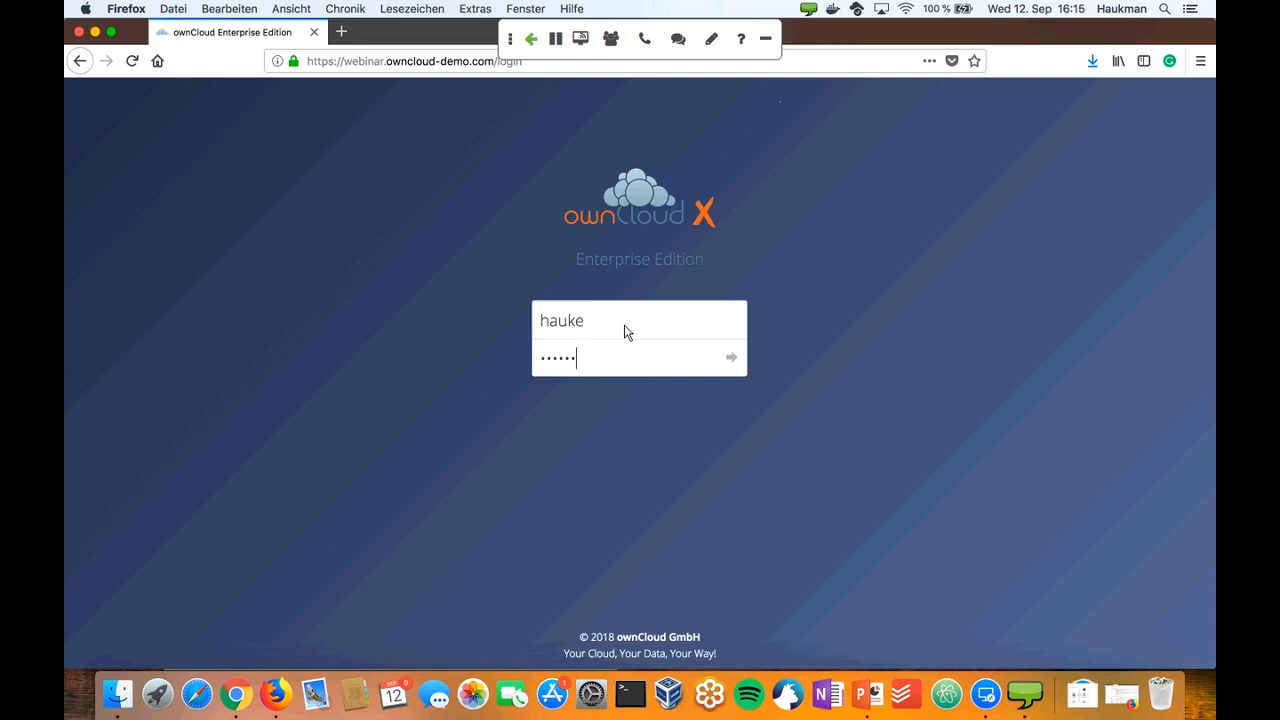 Firefox Datei Bearbeiten Ansicht Chronik Lesezeichen Extras Fenster Hilfe 100 % Wed 12. Sep 16:15 Haukman
ownCloud Enterprise Edition
https://webinar.owncloud-demo.com/login
ownCloud X
Enterprise Edition
hauke
© 2018 ownCloud GmbH
Your Cloud, Your Data, Your Way!
12